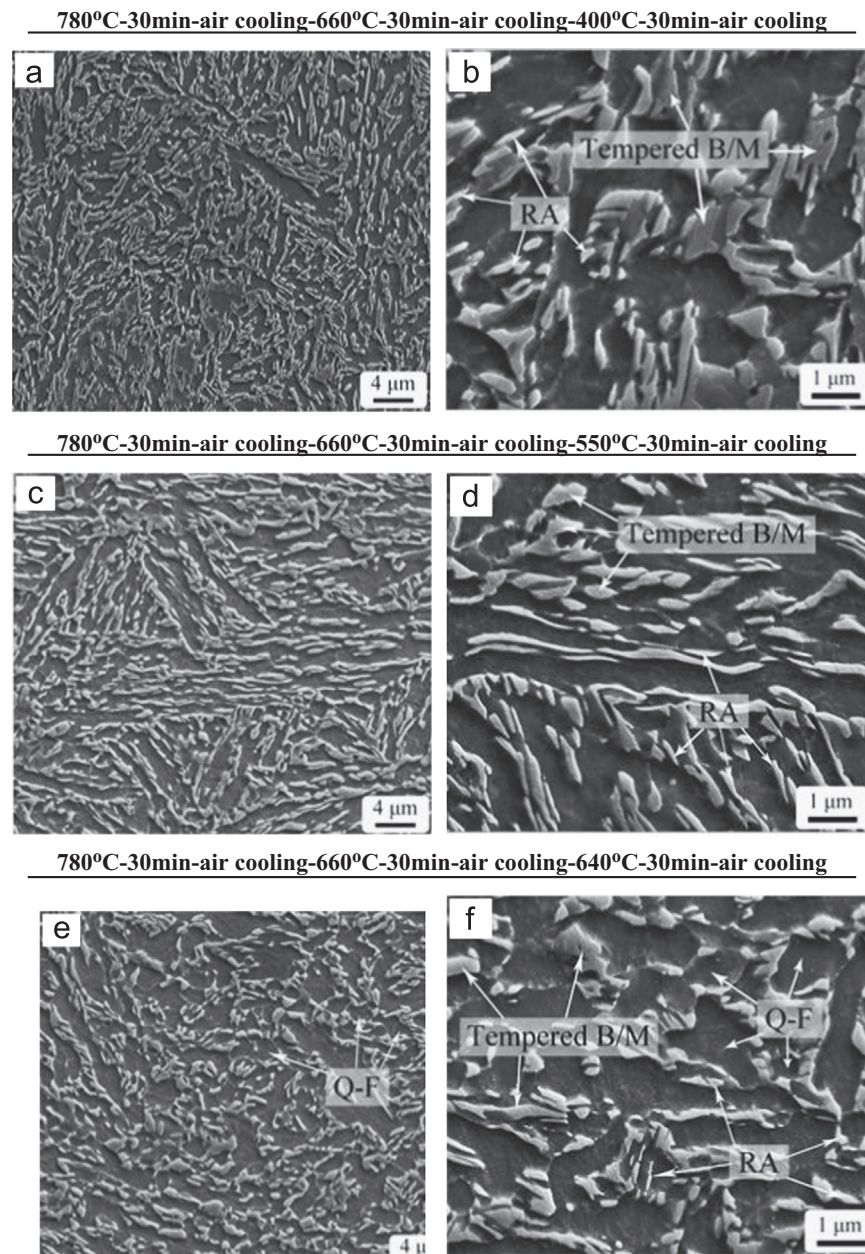 780°C-30min-air cooling-660°C-30min-air cooling-400°C-30min-air cooling
a
b
Tempered B/M
RA
4 μm
1 μm
780°C-30min-air cooling-660°C-30min-air cooling-550°C-30min-air cooling
c
d
Tempered B/M
RA
4 μm
1 μm
780°C-30min-air cooling-660°C-30min-air cooling-640°C-30min-air cooling
e
f
Q-F
Tempered B/M
Q-F
RA
4 μ
1 μm